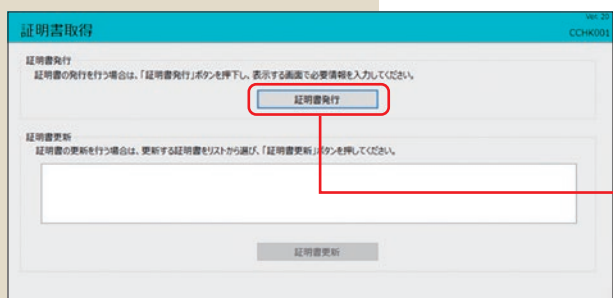 Ver. 20
証明書取得
CCHK001
証明書発行
証明書の発行を行う場合は、「証明書発行」ボタンを押下し、表示する画面で必要情報を入力してください。
証明書発行
証明書更新
証明書の更新を行う場合は、更新する証明書をリストから選び、「証明書更新」ボタンを押してください。
証明書更新